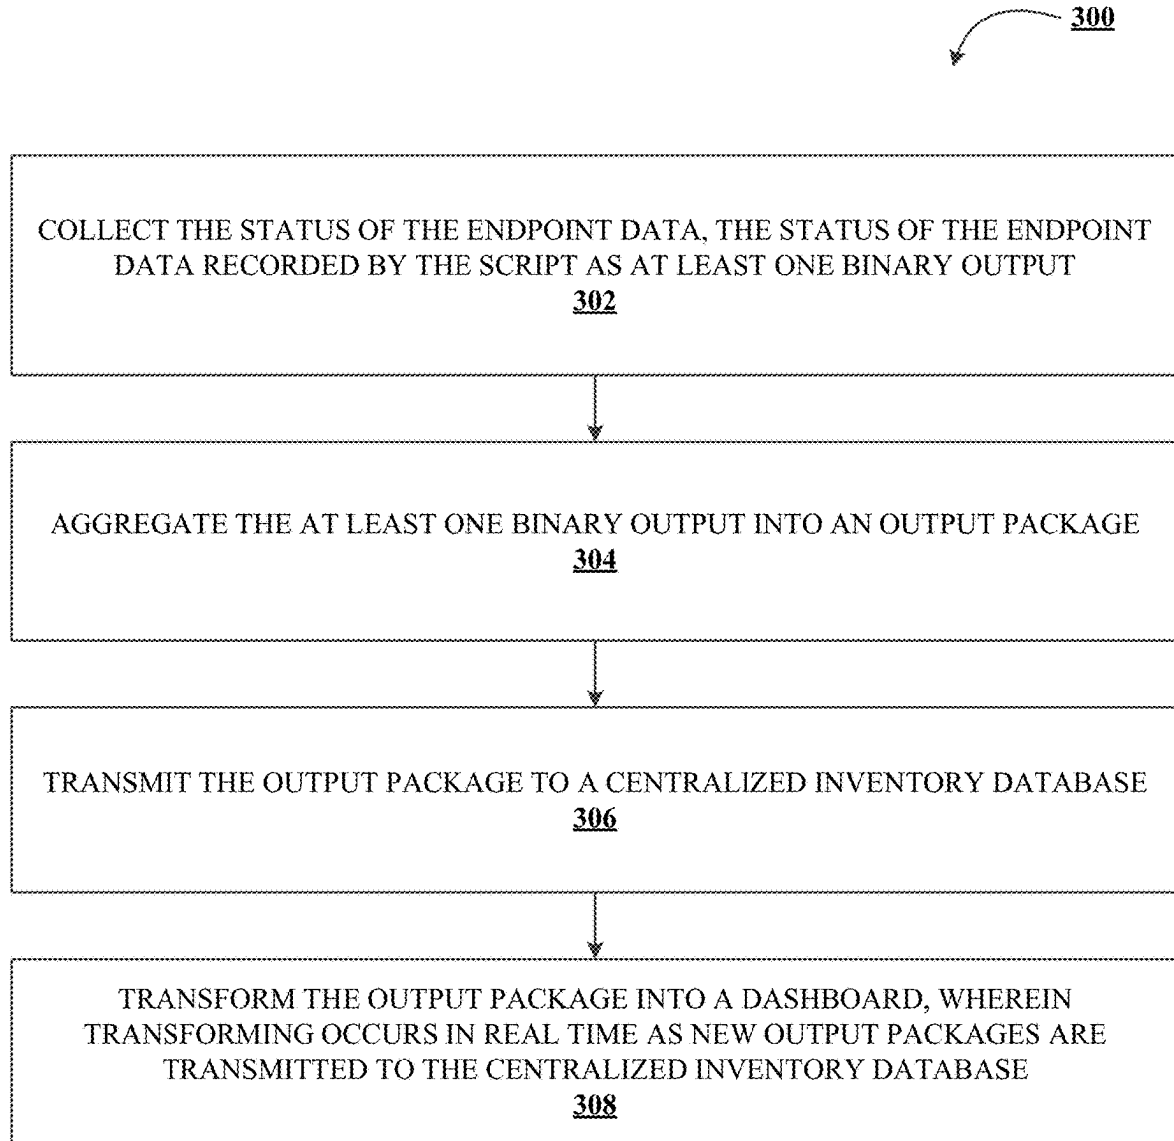 300
COLLECT THE STATUS OF THE ENDPOINT DATA, THE STATUS OF THE ENDPOINT
DATA RECORDED BY THE SCRIPT AS AT LEAST ONE BINARY OUTPUT
302
AGGREGATE THE AT LEAST ONE BINARY OUTPUT INTO AN OUTPUT PACKAGE
304
TRANSMIT THE OUTPUT PACKAGE TO A CENTRALIZED INVENTORY DATABASE
306
TRANSFORM THE OUTPUT PACKAGE INTO A DASHBOARD, WHEREIN
TRANSFORMING OCCURS IN REAL TIME AS NEW OUTPUT PACKAGES ARE
TRANSMITTED TO THE CENTRALIZED INVENTORY DATABASE
308